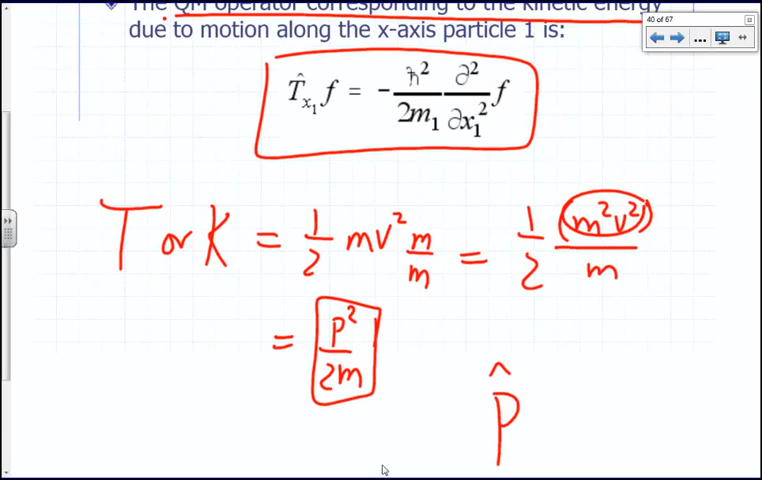 The QM operator corresponding to the kinetic energy
due to motion along the x-axis particle 1 is:
40 of 67
T̂ₓ₁ f = - ħ²/2m₁ ∂²/∂x₁² f
T or K = 1/2 mv² m/m = 1/2 (m²v²)/m
= p²/2m
P̂